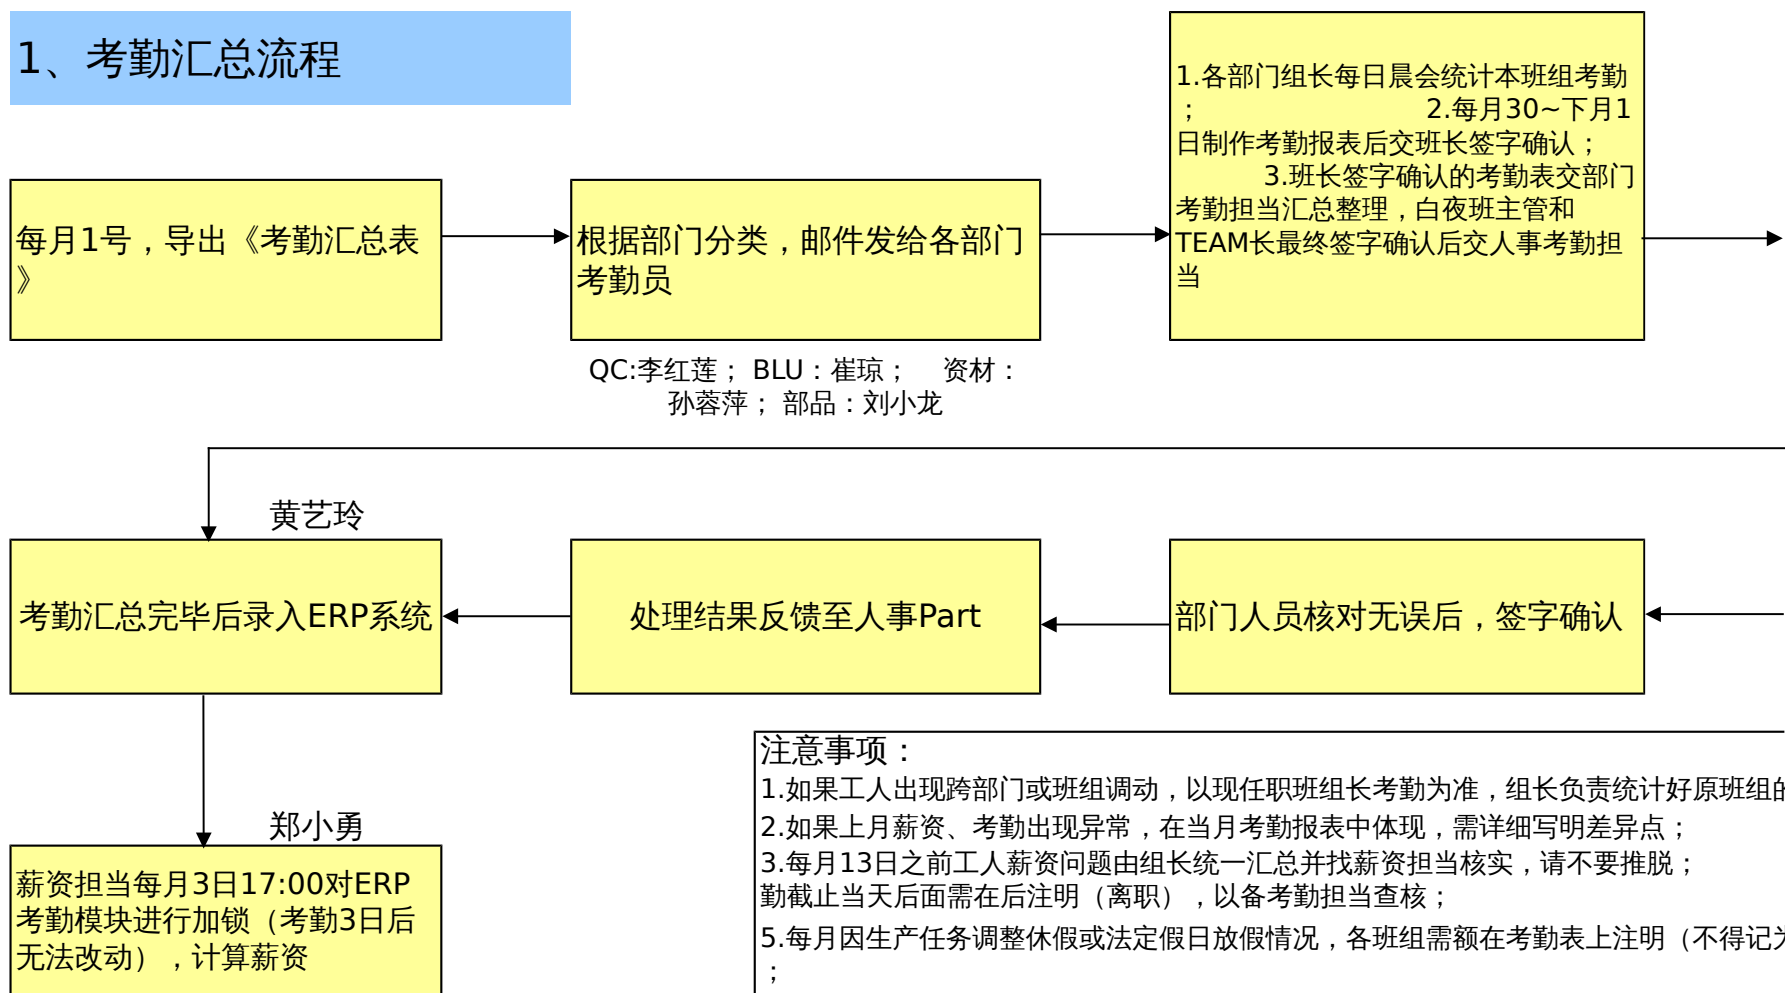 1、考勤汇总流程
每月1号，导出《考勤汇总表
》
根据部门分类，邮件发给各部门
考勤员
1.各部门组长每日晨会统计本班组考勤
； 2.每月30~下月1
日制作考勤报表后交班长签字确认；
3.班长签字确认的考勤表交部门
考勤担当汇总整理，白夜班主管和
TEAM长最终签字确认后交人事考勤担
当
QC:李红莲； BLU：崔琼； 资材：
孙蓉萍； 部品：刘小龙
黄艺玲
考勤汇总完毕后录入ERP系统
处理结果反馈至人事Part
部门人员核对无误后，签字确认
郑小勇
薪资担当每月3日17:00对ERP
考勤模块进行加锁（考勤3日后
无法改动），计算薪资
注意事项：
1.如果工人出现跨部门或班组调动，以现任职班组长考勤为准，组长负责统计好原班组的
2.如果上月薪资、考勤出现异常，在当月考勤报表中体现，需详细写明差异点；
3.每月13日之前工人薪资问题由组长统一汇总并找薪资担当核实，请不要推脱；
勤截止当天后面需在后注明（离职），以备考勤担当查核；
5.每月因生产任务调整休假或法定假日放假情况，各班组需额在考勤表上注明（不得记为
；